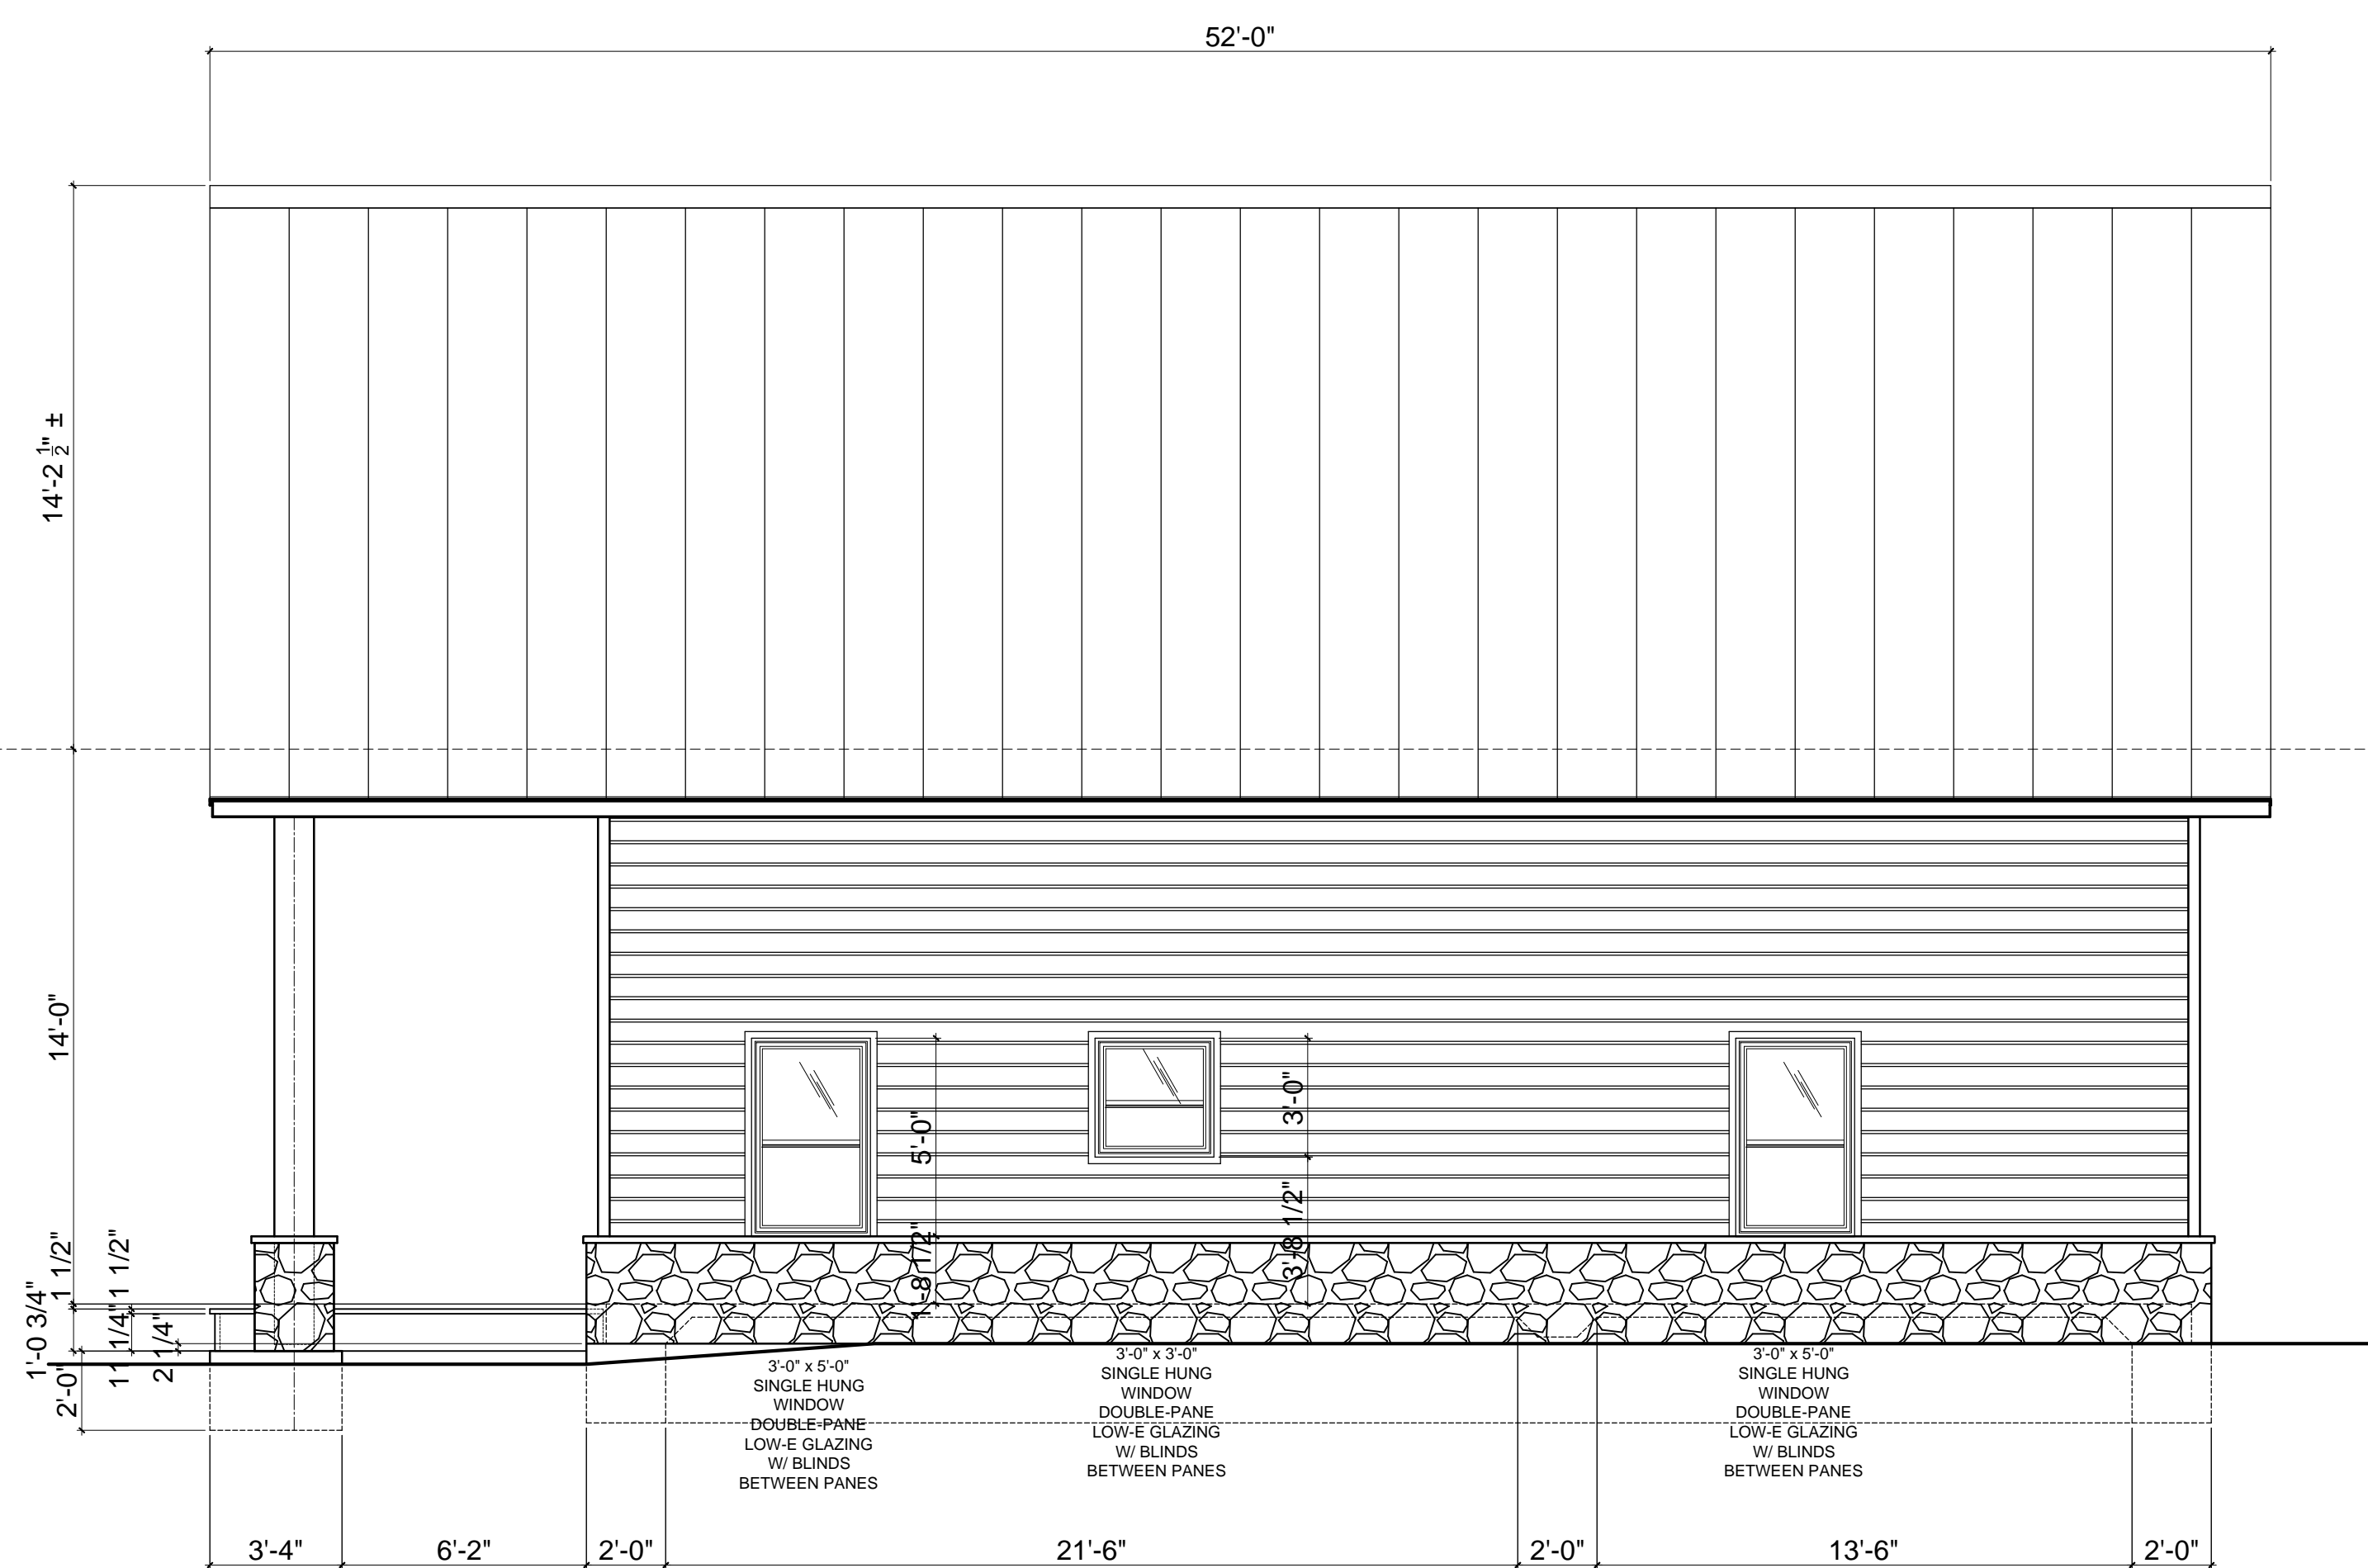 52'-0"
14'-2 1/2" ±
14'-0"
5'-0"
3'-0"
1'-8 1/2"
3'-8 1/2"
1 1/2"
1 1/2"
1'-0 3/4"
11 1/4"
2 1/4"
2'-0"
3'-0" x 5'-0"
SINGLE HUNG
WINDOW
DOUBLE-PANE
LOW-E GLAZING
W/ BLINDS
BETWEEN PANES
3'-0" x 3'-0"
SINGLE HUNG
WINDOW
DOUBLE-PANE
LOW-E GLAZING
W/ BLINDS
BETWEEN PANES
3'-0" x 5'-0"
SINGLE HUNG
WINDOW
DOUBLE-PANE
LOW-E GLAZING
W/ BLINDS
BETWEEN PANES
3'-4"
6'-2"
2'-0"
21'-6"
2'-0"
13'-6"
2'-0"